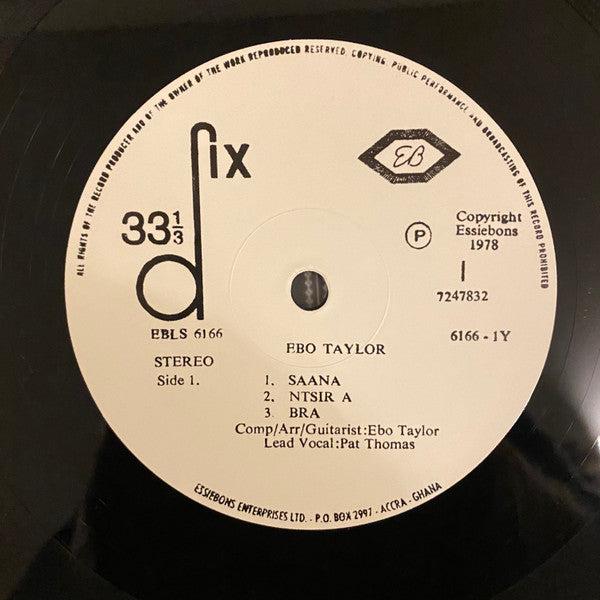 ALL RIGHTS OF THE RECORD PRODUCER AND OF THE OWNER OF THE WORK REPRODUCED RESERVED. COPYING, PUBLIC PERFORMANCE AND BROADCASTING OF THIS RECORD PROHIBITED
dix
33 1/3
EB
P
Copyright
Essiebons
1978
7247832
EBLS 6166
6166 - 1Y
EBO TAYLOR
STEREO
Side 1.
1. SAANA
2. NTSIR A
3 BRA
Comp/Arr/Guitarist:Ebo Taylor
Lead Vocal:Pat Thomas
ESSIEBONS ENTERPRISES LTD. - P.O. BOX 2997 - ACCRA - GHANA